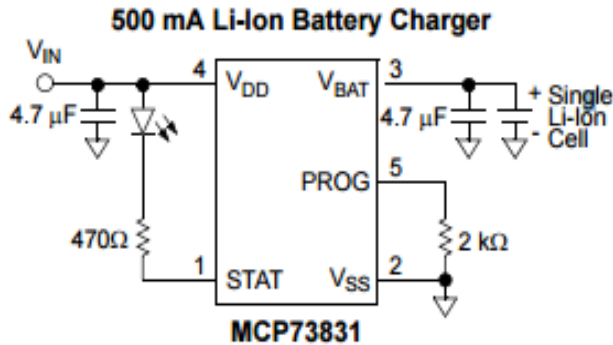 500 mA Li-Ion Battery Charger
VIN
4
VDD
VBAT
3
4.7 μF
4.7 μF
+ Single
Li-Ion
- Cell
PROG
5
470Ω
2 kΩ
1
STAT
VSS
2
MCP73831